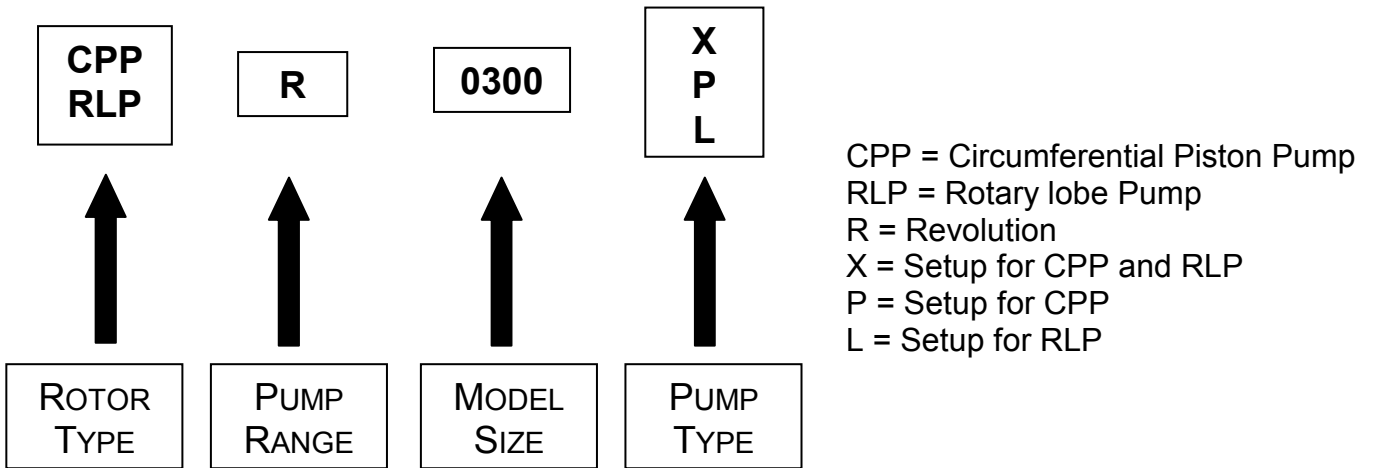 CPP
RLP
R
0300
X
P
L
CPP = Circumferential Piston Pump
RLP = Rotary lobe Pump
R = Revolution
X = Setup for CPP and RLP
P = Setup for CPP
L = Setup for RLP
ROTOR
TYPE
PUMP
RANGE
MODEL
SIZE
PUMP
TYPE